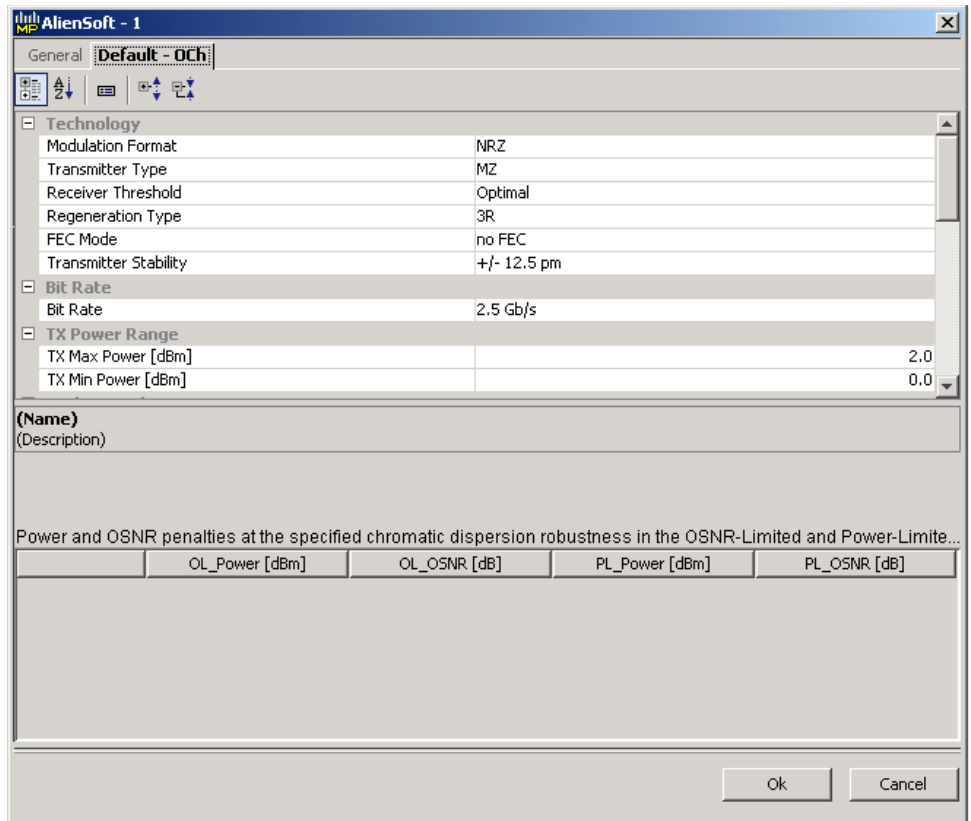 MP AlienSoft - 1
General Default - OCh
Technology
Modulation Format NRZ
Transmitter Type MZ
Receiver Threshold Optimal
Regeneration Type 3R
FEC Mode no FEC
Transmitter Stability +/- 12.5 pm
Bit Rate
Bit Rate 2.5 Gb/s
TX Power Range
TX Max Power [dBm] 2.0
TX Min Power [dBm] 0.0
(Name)
(Description)
Power and OSNR penalties at the specified chromatic dispersion robustness in the OSNR-Limited and Power-Limite...
OL_Power [dBm] OL_OSNR [dB] PL_Power [dBm] PL_OSNR [dB]
Ok Cancel